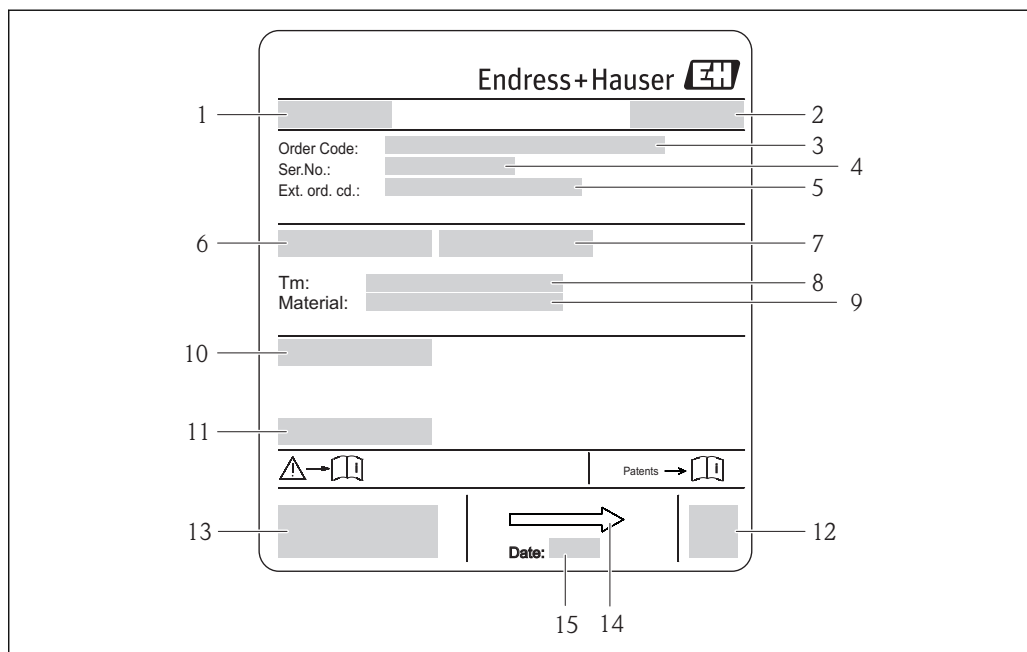 Endress+Hauser EH
1 2
Order Code: 3
Ser.No.: 4
Ext. ord. cd.: 5
6 7
Tm: 8
Material: 9
10
11
Patents
13 12
Date:
15 14